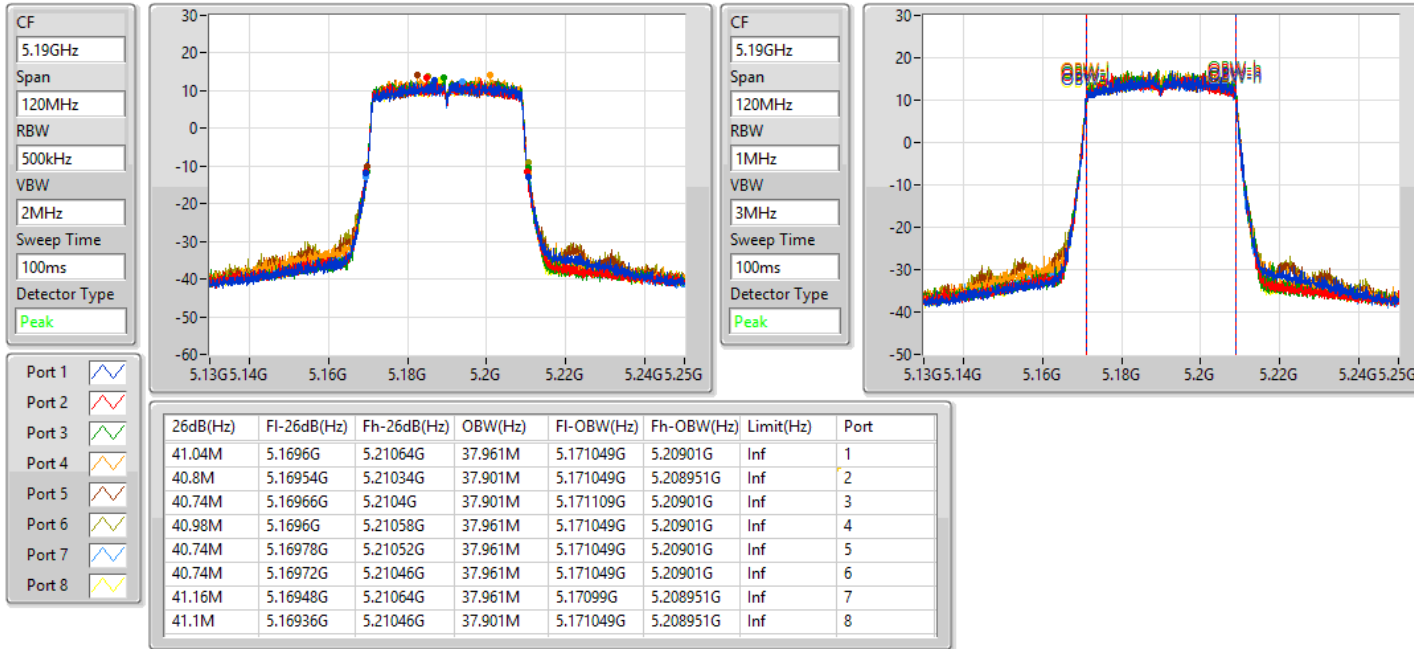 CF
5.19GHz
Span
120MHz
RBW
500kHz
VBW
2MHz
Sweep Time
100ms
Detector Type
Peak
30
20
10
0
-10
-20
-30
-40
-50
-60
5.13G 5.14G 5.16G 5.18G 5.2G 5.22G 5.24G 5.25G
CF
5.19GHz
Span
120MHz
RBW
1MHz
VBW
3MHz
Sweep Time
100ms
Detector Type
Peak
30
20
10
0
-10
-20
-30
-40
-50
5.13G 5.14G 5.16G 5.18G 5.2G 5.22G 5.24G 5.25G
OBW-l OBW-h
Port 1
Port 2
Port 3
Port 4
Port 5
Port 6
Port 7
Port 8
26dB(Hz) Fl-26dB(Hz) Fh-26dB(Hz) OBW(Hz) Fl-OBW(Hz) Fh-OBW(Hz) Limit(Hz) Port
41.04M 5.1696G 5.21064G 37.961M 5.171049G 5.20901G Inf 1
40.8M 5.16954G 5.21034G 37.901M 5.171049G 5.208951G Inf 2
40.74M 5.16966G 5.2104G 37.901M 5.171109G 5.20901G Inf 3
40.98M 5.1696G 5.21058G 37.961M 5.171049G 5.20901G Inf 4
40.74M 5.16978G 5.21052G 37.961M 5.171049G 5.20901G Inf 5
40.74M 5.16972G 5.21046G 37.961M 5.171049G 5.20901G Inf 6
41.16M 5.16948G 5.21064G 37.961M 5.17099G 5.208951G Inf 7
41.1M 5.16936G 5.21046G 37.901M 5.171049G 5.208951G Inf 8